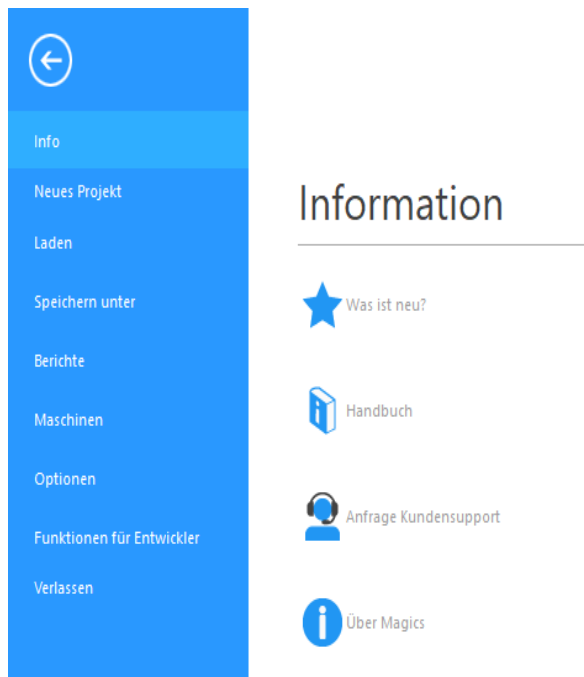 Info
Neues Projekt
Laden
Speichern unter
Berichte
Maschinen
Optionen
Funktionen für Entwickler
Verlassen
Information
Was ist neu?
Handbuch
Anfrage Kundensupport
Über Magics